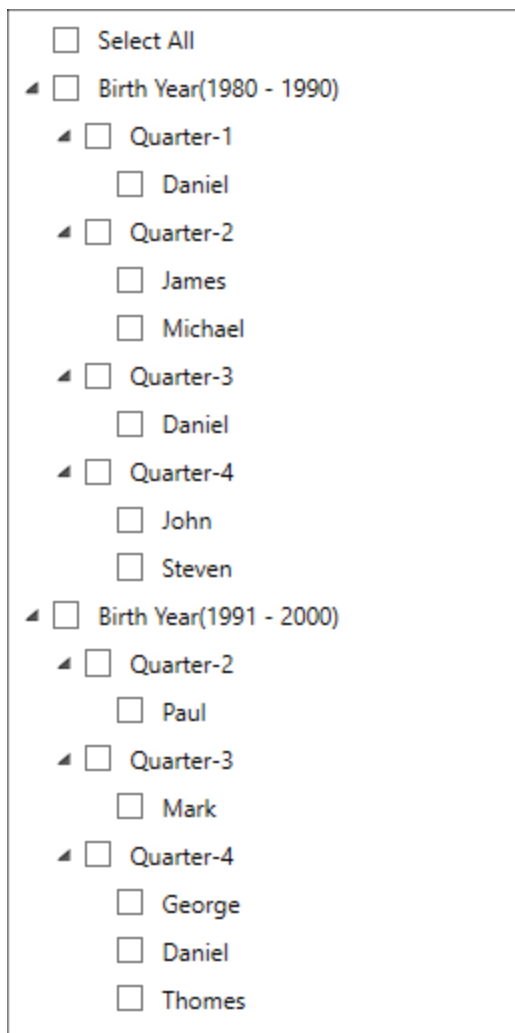 Select All
Birth Year(1980 - 1990)
Quarter-1
Daniel
Quarter-2
James
Michael
Quarter-3
Daniel
Quarter-4
John
Steven
Birth Year(1991 - 2000)
Quarter-2
Paul
Quarter-3
Mark
Quarter-4
George
Daniel
Thomes